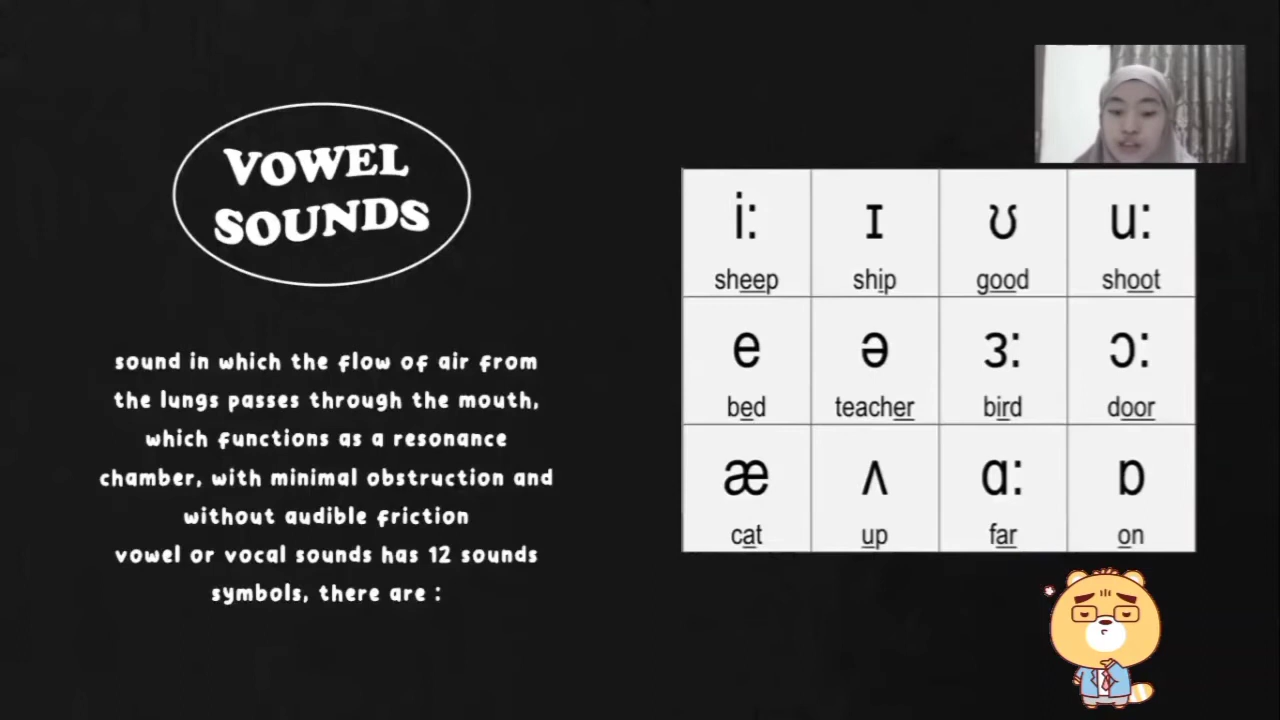 VOWEL
SOUNDS
sound in which the flow of air from
the lungs passes through the mouth,
which functions as a resonance
chamber, with minimal obstruction and
without audible friction
vowel or vocal sounds has 12 sounds
symbols, there are :
iː ɪ ʊ uː
sheep ship good shoot
e ə ɜː ɔː
bed teacher bird door
æ ʌ ɑː ɒ
cat up far on